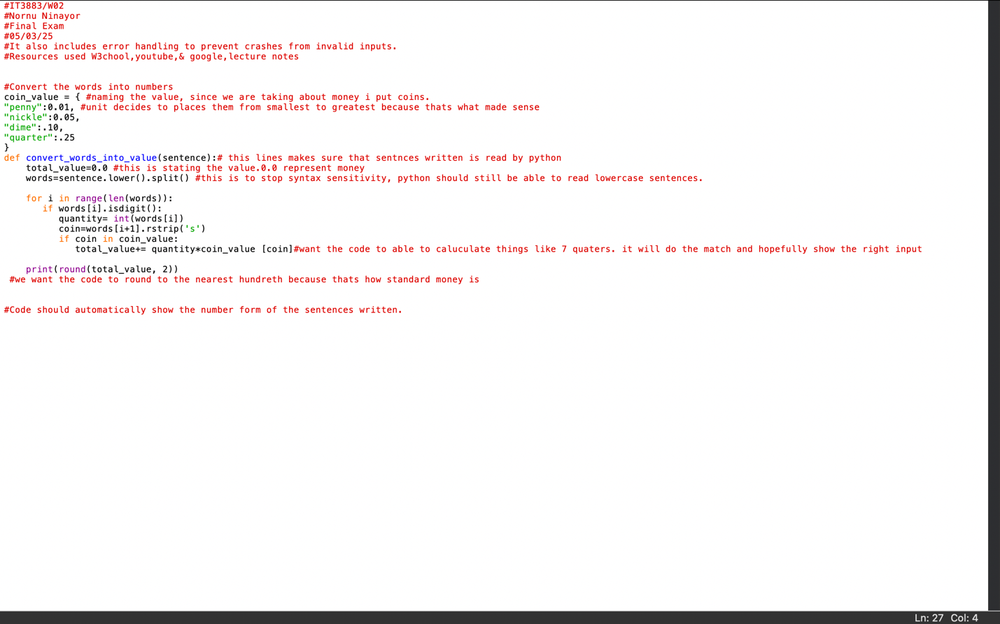 #IT3883/W02
#Nornu Ninayor
#Final Exam
#05/03/25
#It also includes error handling to prevent crashes from invalid inputs.
#Resources used W3chool,youtube,& google,lecture notes
#Convert the words into numbers
coin_value = { #naming the value, since we are taking about money i put coins.
"penny":0.01, #unit decides to places them from smallest to greatest because thats what made sense
"nickle":0.05,
"dime":.10,
"quarter":.25
}
def convert_words_into_value(sentence):# this lines makes sure that sentnces written is read by python
    total_value=0.0 #this is stating the value.0.0 represent money
    words=sentence.lower().split() #this is to stop syntax sensitivity, python should still be able to read lowercase sentences.
    for i in range(len(words)):
       if words[i].isdigit():
          quantity= int(words[i])
          coin=words[i+1].rstrip('s')
          if coin in coin_value:
             total_value+= quantity*coin_value [coin]#want the code to able to caluculate things like 7 quaters. it will do the match and hopefully show the right input
    print(round(total_value, 2))
 #we want the code to round to the nearest hundreth because thats how standard money is
#Code should automatically show the number form of the sentences written.
Ln: 27 Col: 4